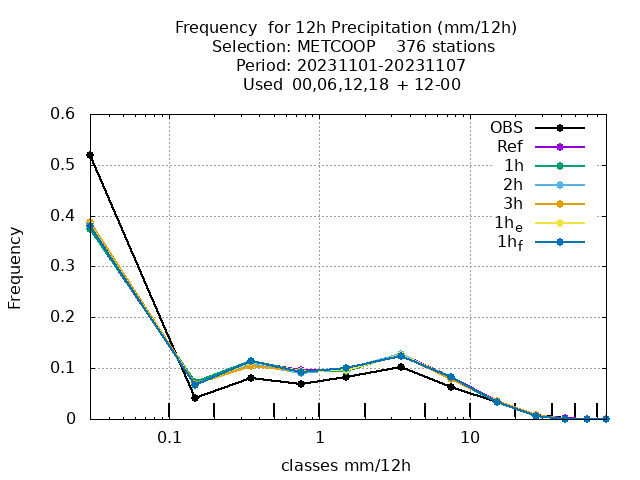 Frequency  for 12h Precipitation (mm/12h)
Selection: METCOOP    376 stations
Period: 20231101-20231107
Used  00,06,12,18  + 12-00
0.6
0.5
0.4
0.3
0.2
0.1
0
Frequency
OBS
Ref
1h
2h
3h
1he
1hf
0.1
1
10
classes mm/12h